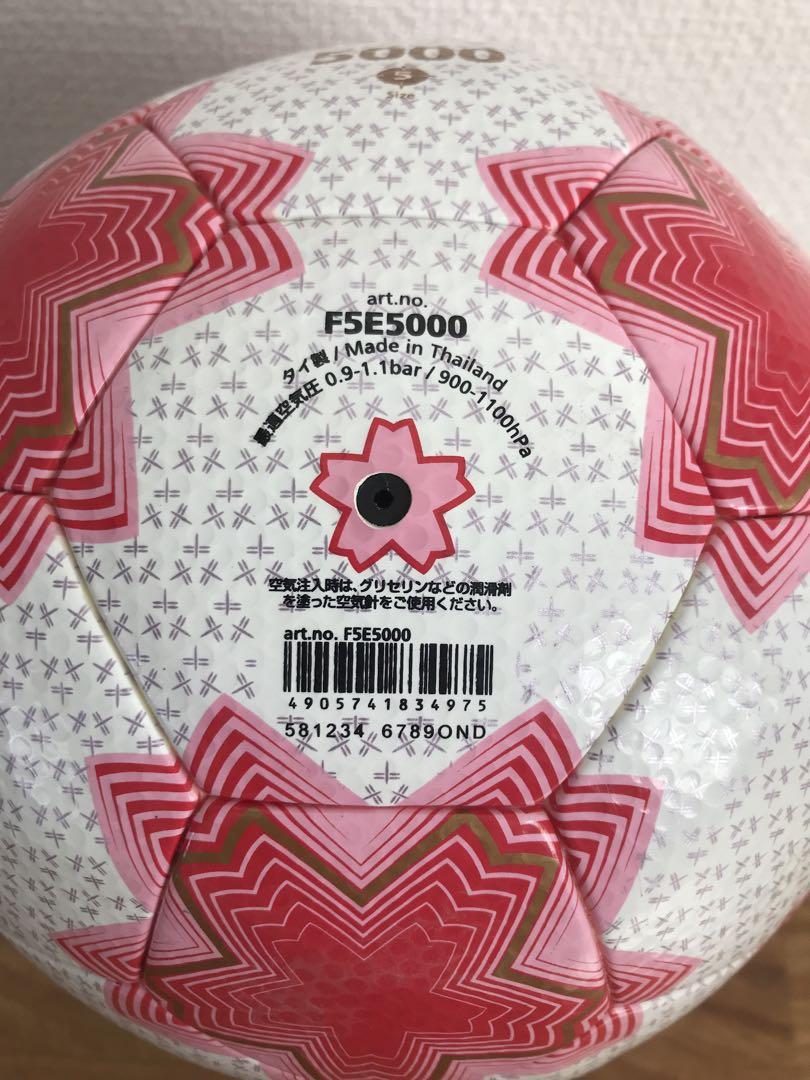 5000
5
Size
art.no.
F5E5000
タイ製 / Made in Thailand
最適空気圧 0.9-1.1bar / 900-1100hPa
空気注入時は、グリセリンなどの潤滑剤
を塗った空気針をご使用ください。
art.no. F5E5000
4905741834975
581234 6789OND